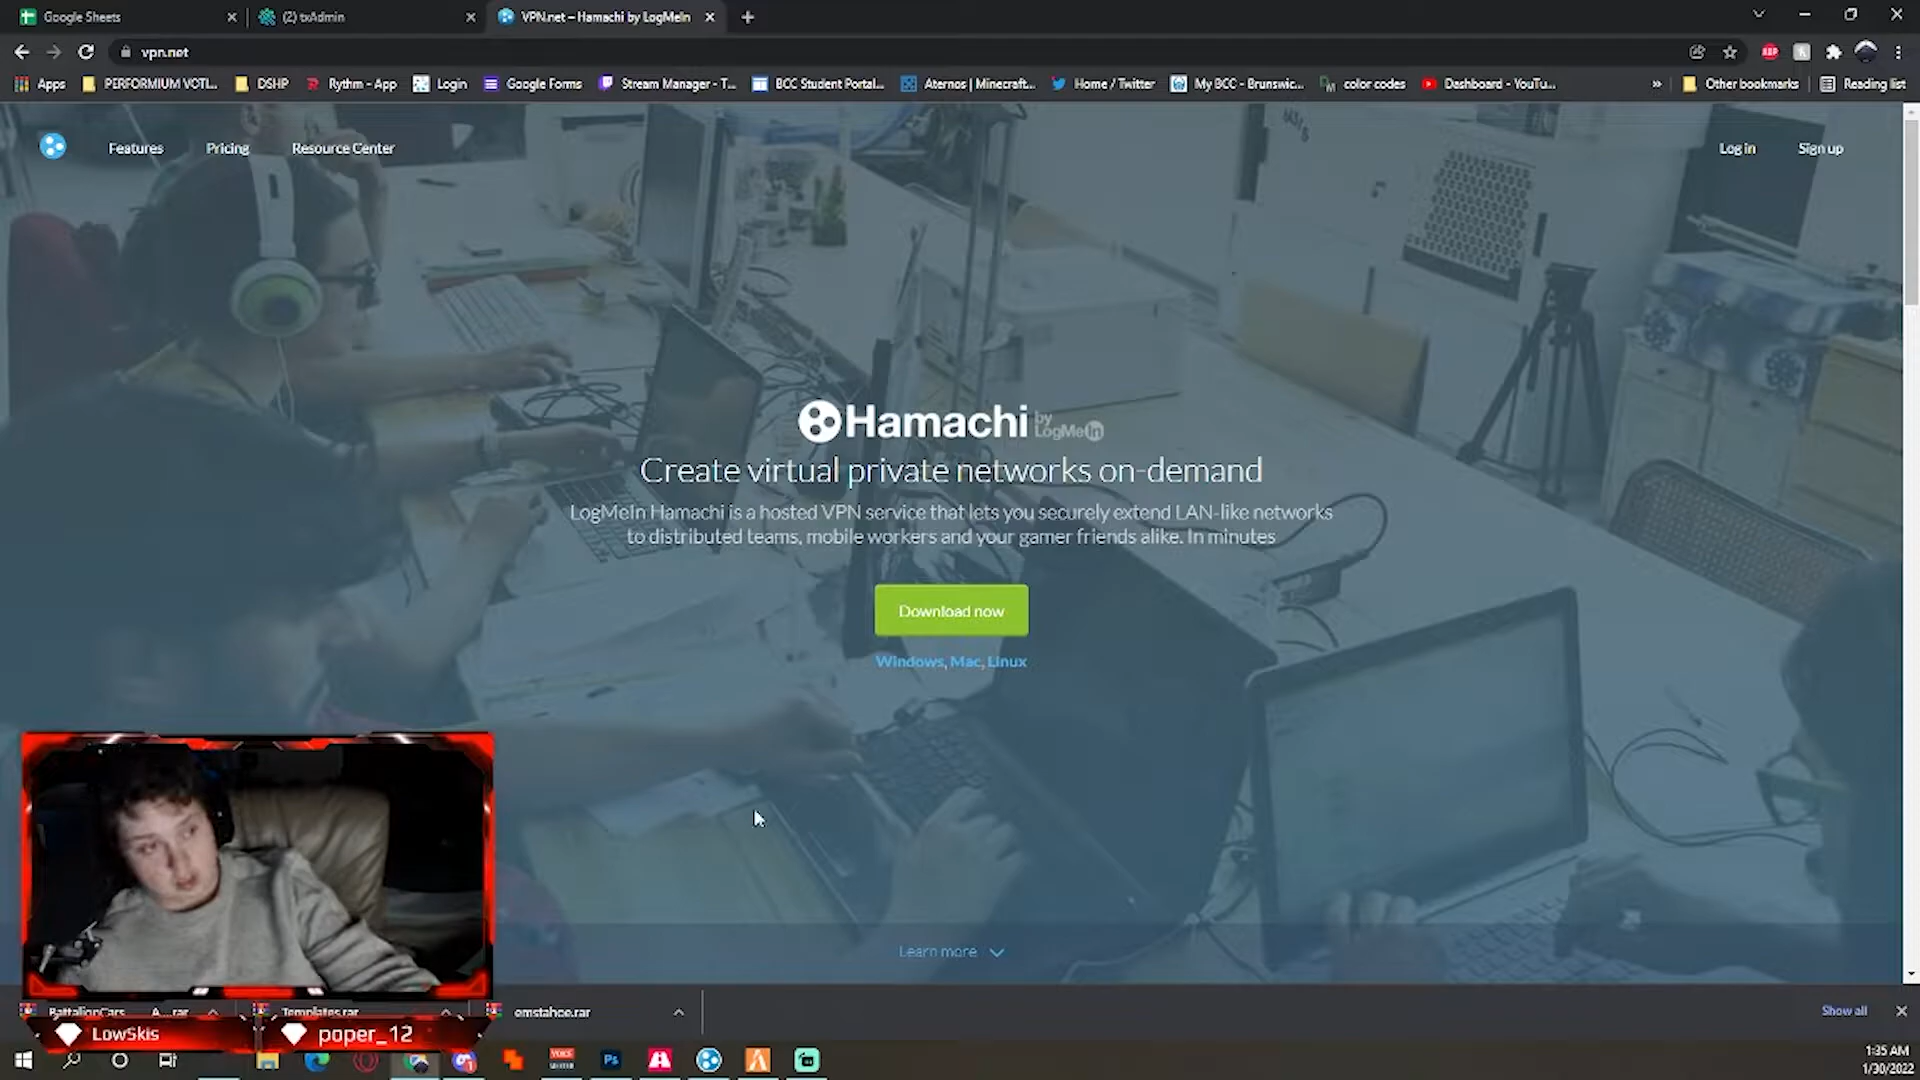 Google Sheets
(2) txAdmin
VPN.net – Hamachi by LogMeIn
vpn.net
Apps
PERFORMIUM VOTI...
DSHP
Rythm - App
Login
Google Forms
Stream Manager - T...
BCC Student Portal...
Aternos | Minecraft...
Home / Twitter
My BCC - Brunswic...
color codes
Dashboard - YouTu...
»
Other bookmarks
Reading list
Features
Pricing
Resource Center
Log in
Sign up
Hamachi by LogMeIn
Create virtual private networks on-demand
LogMeIn Hamachi is a hosted VPN service that lets you securely extend LAN-like networks
to distributed teams, mobile workers and your gamer friends alike. In minutes
Download now
Windows, Mac, Linux
Learn more
BattalionCars
Templates.rar
emstahoe.rar
Show all
LowSkis
poper_12
Ps
1:35 AM
1/30/2022